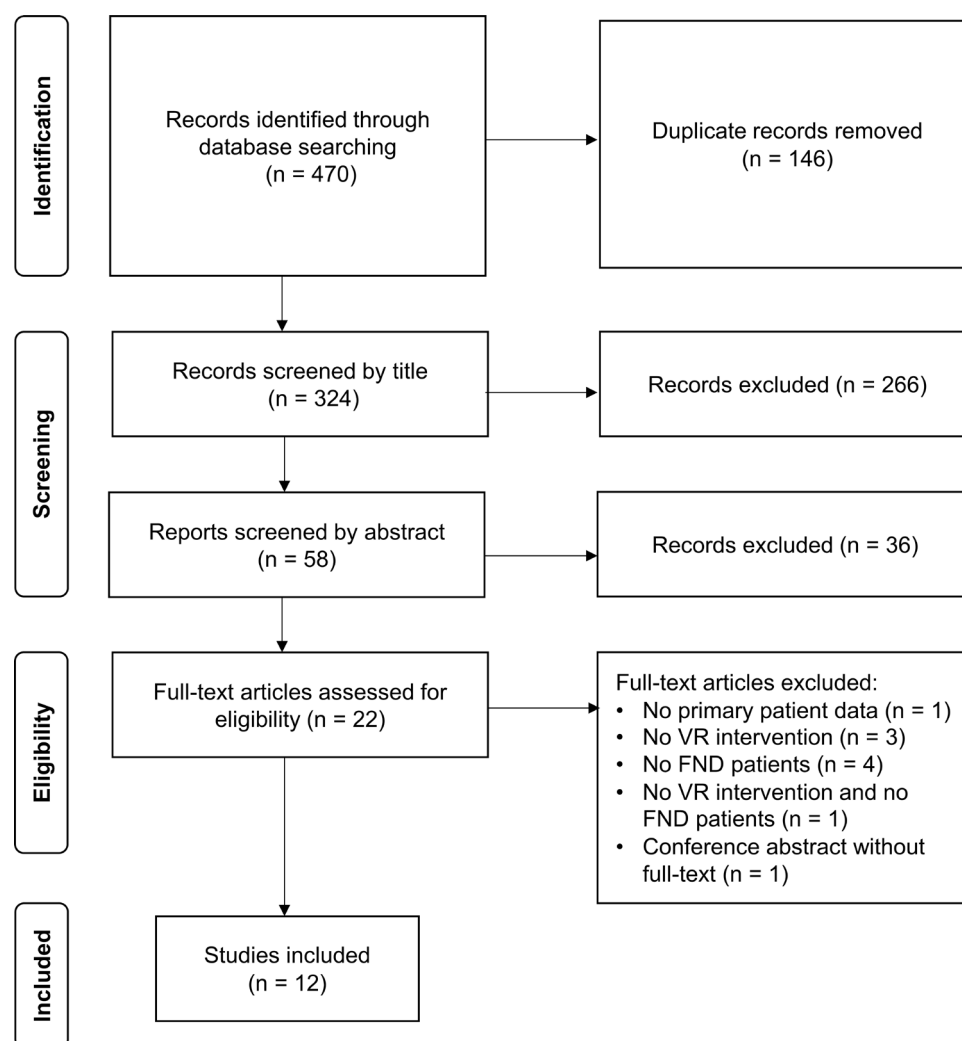 Identification
Records identified through
database searching
(n = 470)
Duplicate records removed
(n = 146)
Screening
Records screened by title
(n = 324)
Records excluded (n = 266)
Reports screened by abstract
(n = 58)
Records excluded (n = 36)
Eligibility
Full-text articles assessed for
eligibility (n = 22)
Full-text articles excluded:
• No primary patient data (n = 1)
• No VR intervention (n = 3)
• No FND patients (n = 4)
• No VR intervention and no
FND patients (n = 1)
• Conference abstract without
full-text (n = 1)
Included
Studies included
(n = 12)